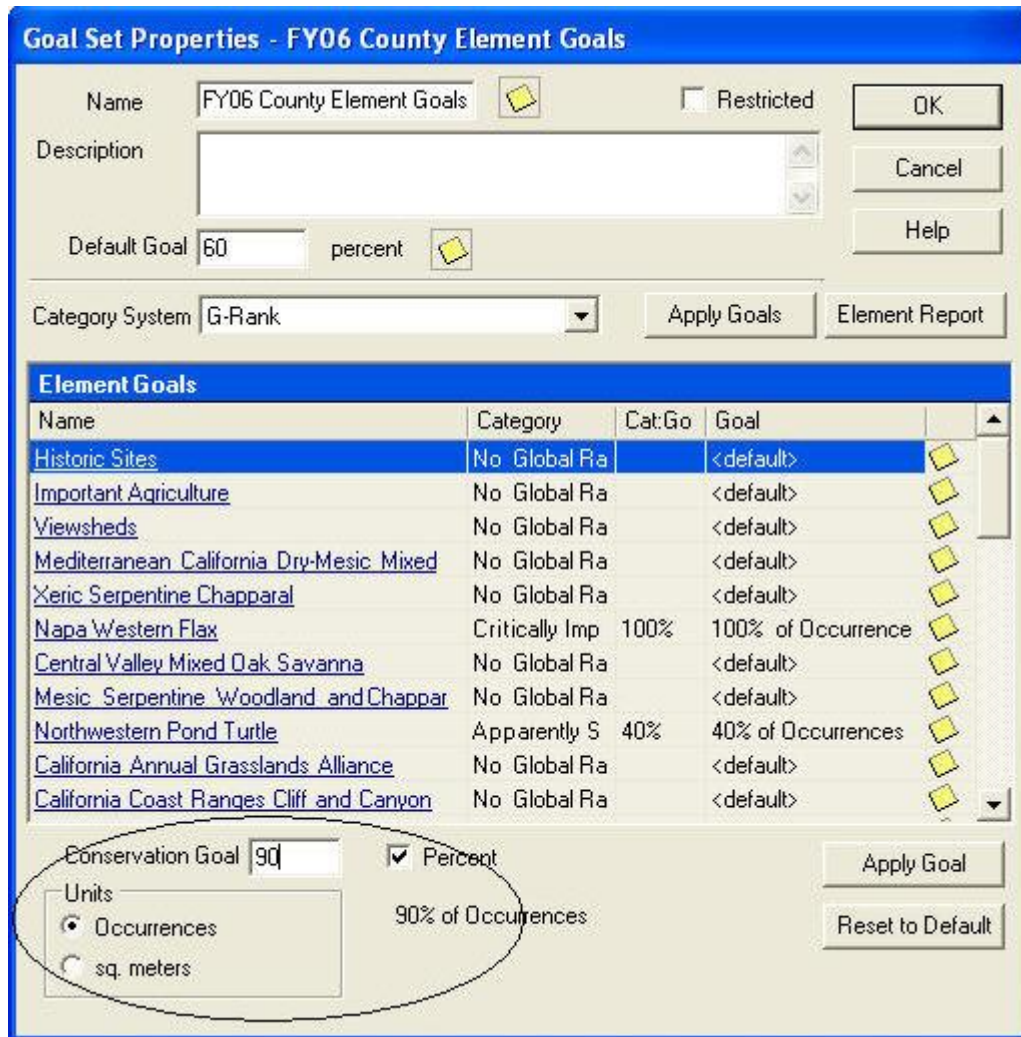 Goal Set Properties - FY06 County Element Goals
Name FY06 County Element Goals Restricted OK
Description Cancel
Help
Default Goal 60 percent
Category System G-Rank Apply Goals Element Report
Element Goals
Name Category Cat:Go Goal
Historic Sites No Global Ra <default>
Important Agriculture No Global Ra <default>
Viewsheds No Global Ra <default>
Mediterranean California Dry-Mesic Mixed No Global Ra <default>
Xeric Serpentine Chapparal No Global Ra <default>
Napa Western Flax Critically Imp 100% 100% of Occurrence
Central Valley Mixed Oak Savanna No Global Ra <default>
Mesic Serpentine Woodland and Chappar No Global Ra <default>
Northwestern Pond Turtle Apparently S 40% 40% of Occurrences
California Annual Grasslands Alliance No Global Ra <default>
California Coast Ranges Cliff and Canyon No Global Ra <default>
Conservation Goal 90 Percent Apply Goal
Units
Occurrences 90% of Occurrences Reset to Default
sq. meters